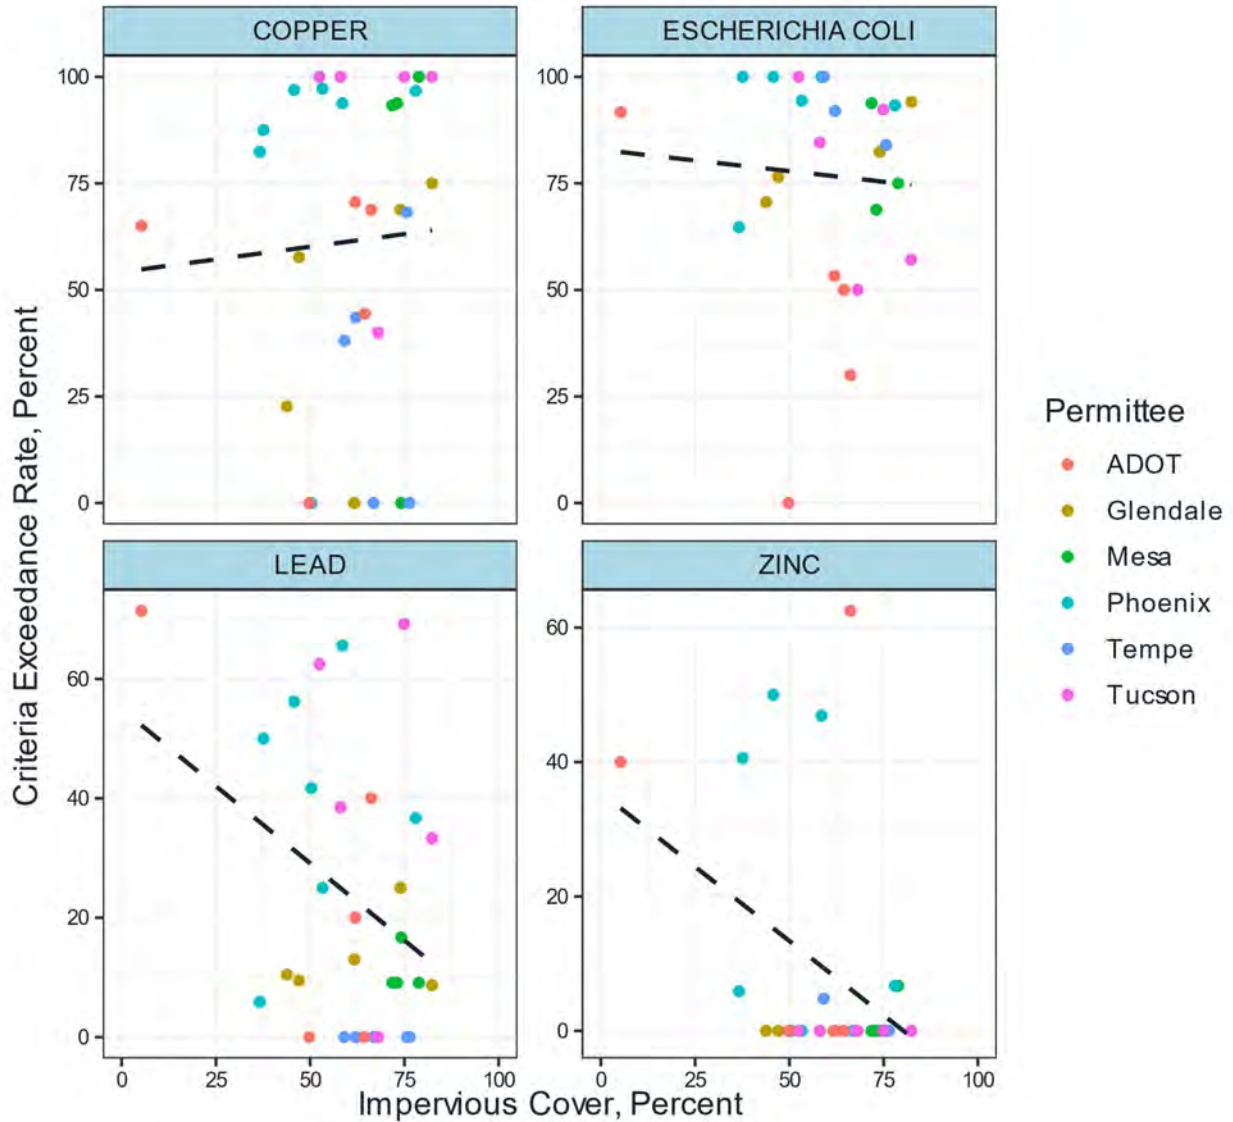 COPPER
ESCHERICHIA COLI
100
75
50
25
0
100
75
50
25
0
Criteria Exceedance Rate, Percent
LEAD
ZINC
60
40
20
0
60
40
20
0
0
25
50
75
100
0
25
50
75
100
Impervious Cover, Percent
Permittee
ADOT
Glendale
Mesa
Phoenix
Tempe
Tucson